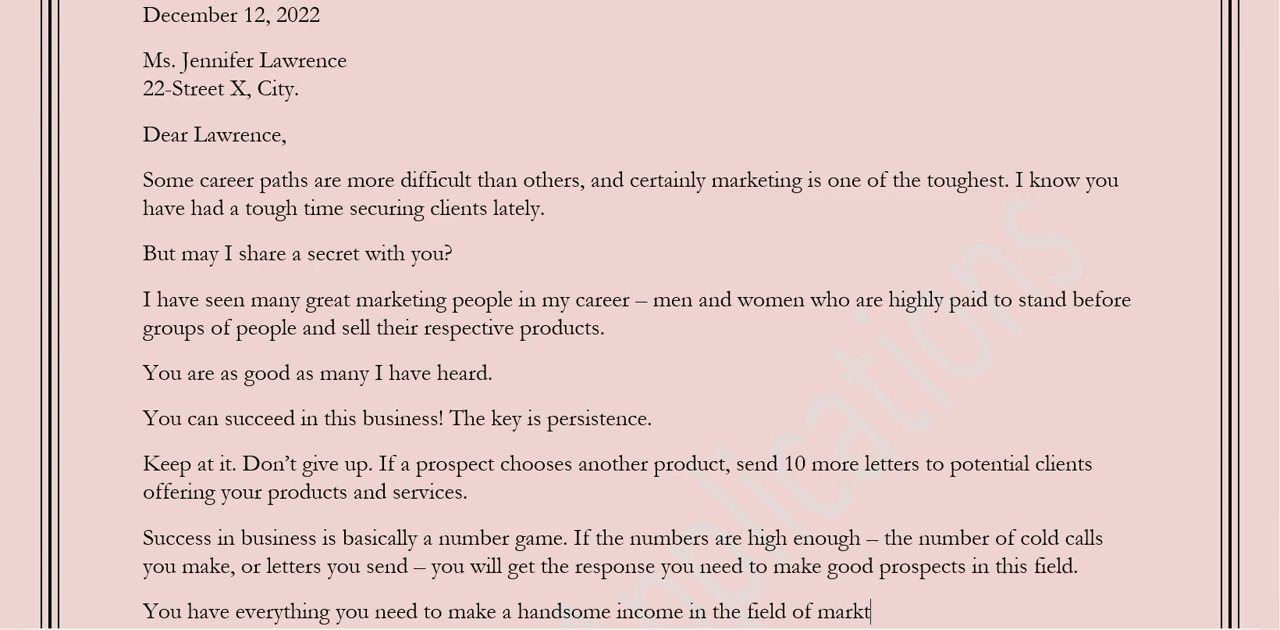 December 12, 2022
Ms. Jennifer Lawrence
22-Street X, City.
Dear Lawrence,
Some career paths are more difficult than others, and certainly marketing is one of the toughest. I know you
have had a tough time securing clients lately.
But may I share a secret with you?
I have seen many great marketing people in my career – men and women who are highly paid to stand before
groups of people and sell their respective products.
You are as good as many I have heard.
You can succeed in this business! The key is persistence.
Keep at it. Don’t give up. If a prospect chooses another product, send 10 more letters to potential clients
offering your products and services.
Success in business is basically a number game. If the numbers are high enough – the number of cold calls
you make, or letters you send – you will get the response you need to make good prospects in this field.
You have everything you need to make a handsome income in the field of markt